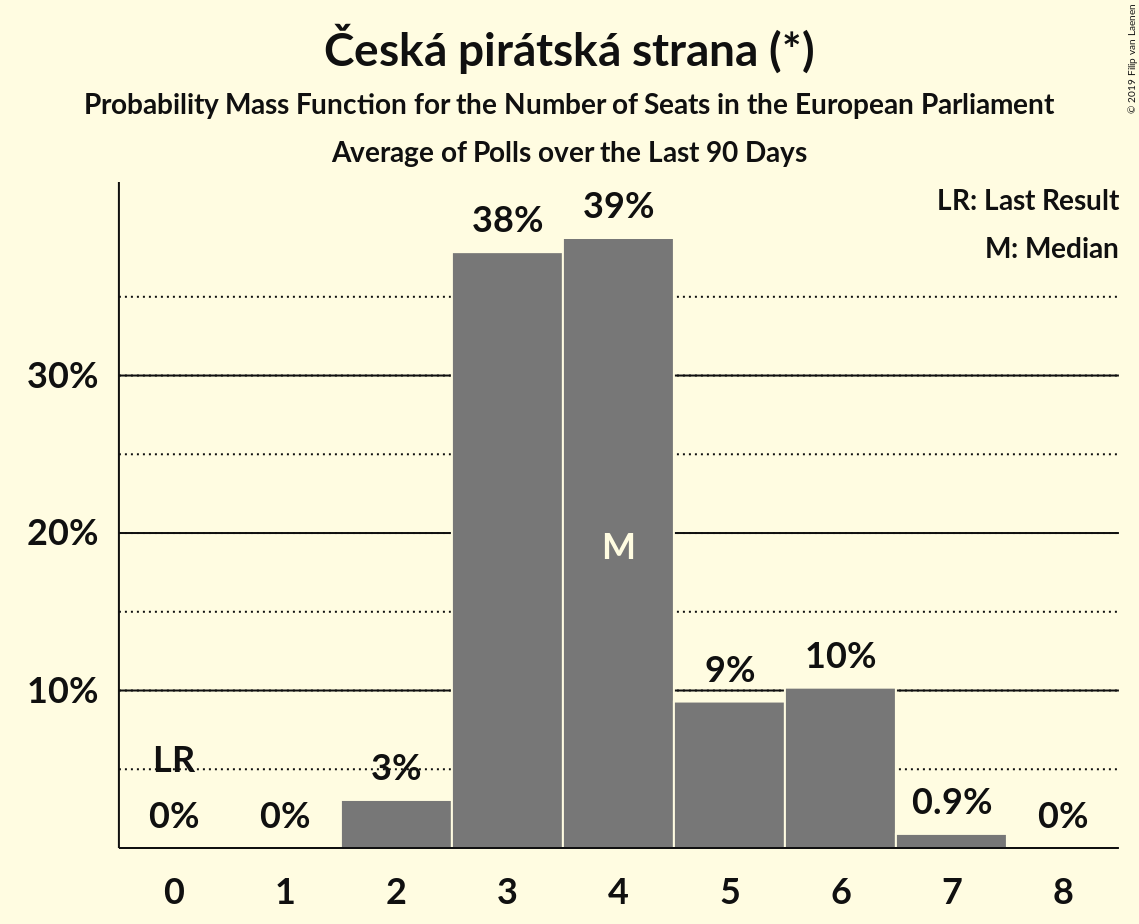 Česká pirátská strana (*)
Probability Mass Function for the Number of Seats in the European Parliament
Average of Polls over the Last 90 Days
© 2019 Filip van Laenen
LR: Last Result
M: Median
38%
39%
30%
20%
M
10%
9%
10%
LR
0%
0%
3%
0.9%
0%
0
1
2
3
4
5
6
7
8